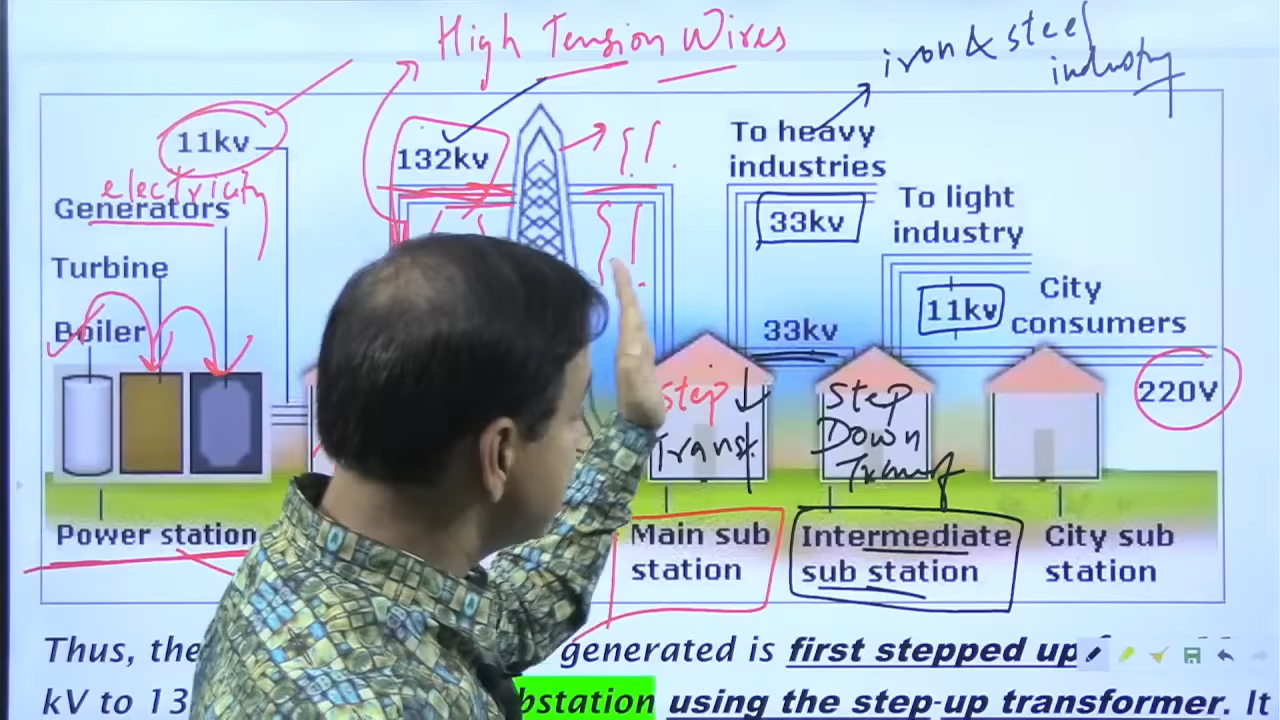 High Tension Wires
iron & steel
industry
11kv
132kv
To heavy
industries
33kv
electricity
Generators
To light
industry
Turbine
11kv
City
consumers
Boiler
33kv
220V
Step ↓
Transf.
Step
Down
Transf
Power station
Main sub
station
Intermediate
sub station
City sub
station
Thus, the generated is first stepped up
kV to 13 bstation using the step-up transformer. It